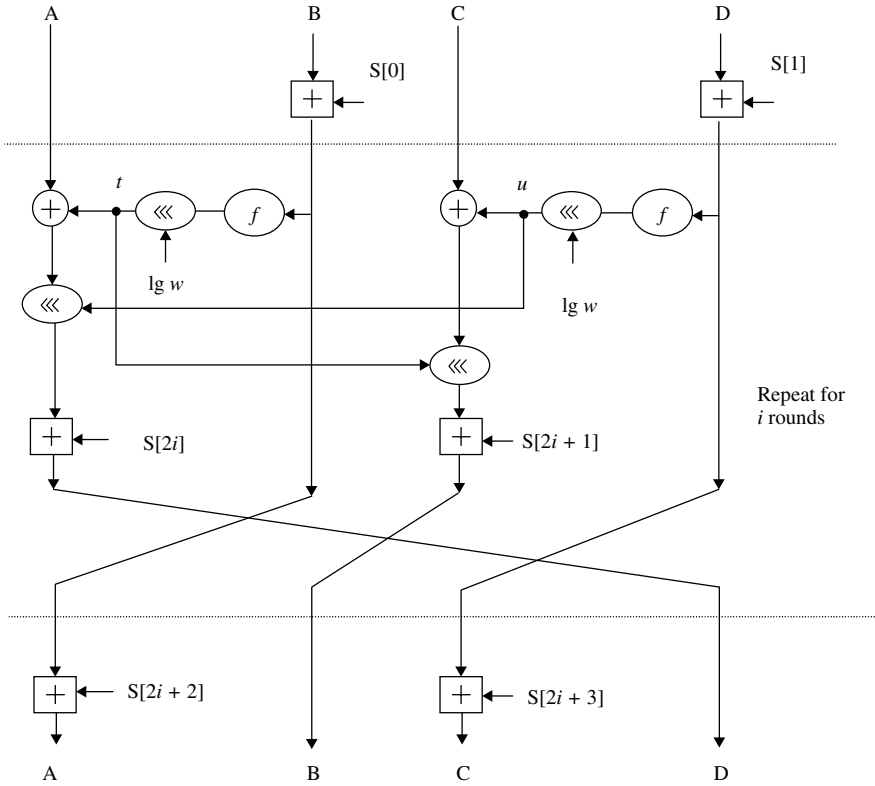 A B C D
S[0] S[1]
+ +
t u
+ <<< f + <<< f
lg w lg w
<<<
<<<
Repeat for
i rounds
+ S[2i] + S[2i + 1]
+ S[2i + 2] + S[2i + 3]
A B C D